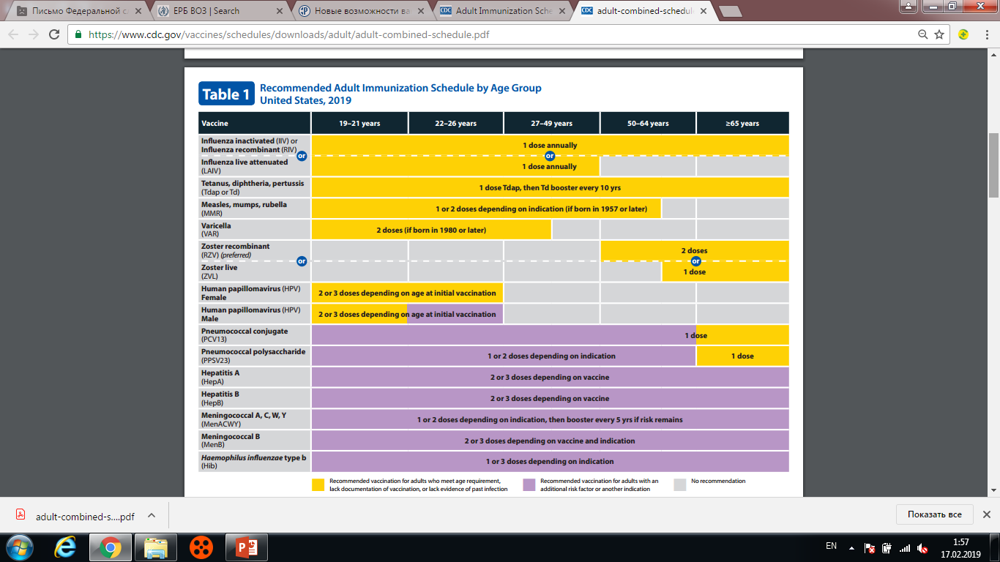 Письмо Федеральной сл
ЕРБ ВОЗ | Search
Новые возможности ва
Adult Immunization Sche
adult-combined-schedule
https://www.cdc.gov/vaccines/schedules/downloads/adult/adult-combined-schedule.pdf
Table 1
Recommended Adult Immunization Schedule by Age Group
United States, 2019
Vaccine 19–21 years 22–26 years 27–49 years 50–64 years ≥65 years
Influenza inactivated (IIV) or
Influenza recombinant (RIV)
1 dose annually
or or
Influenza live attenuated
(LAIV)
1 dose annually
Tetanus, diphtheria, pertussis
(Tdap or Td)
1 dose Tdap, then Td booster every 10 yrs
Measles, mumps, rubella
(MMR)
1 or 2 doses depending on indication (if born in 1957 or later)
Varicella
(VAR)
2 doses (if born in 1980 or later)
Zoster recombinant
(RZV) (preferred)
2 doses
or or
Zoster live
(ZVL)
1 dose
Human papillomavirus (HPV)
Female
2 or 3 doses depending on age at initial vaccination
Human papillomavirus (HPV)
Male
2 or 3 doses depending on age at initial vaccination
Pneumococcal conjugate
(PCV13)
1 dose
Pneumococcal polysaccharide
(PPSV23)
1 or 2 doses depending on indication 1 dose
Hepatitis A
(HepA)
2 or 3 doses depending on vaccine
Hepatitis B
(HepB)
2 or 3 doses depending on vaccine
Meningococcal A, C, W, Y
(MenACWY)
1 or 2 doses depending on indication, then booster every 5 yrs if risk remains
Meningococcal B
(MenB)
2 or 3 doses depending on vaccine and indication
Haemophilus influenzae type b
(Hib)
1 or 3 doses depending on indication
Recommended vaccination for adults who meet age requirement,
lack documentation of vaccination, or lack evidence of past infection
Recommended vaccination for adults with an
additional risk factor or another indication
No recommendation
adult-combined-s....pdf
Показать все
EN
1:57
17.02.2019